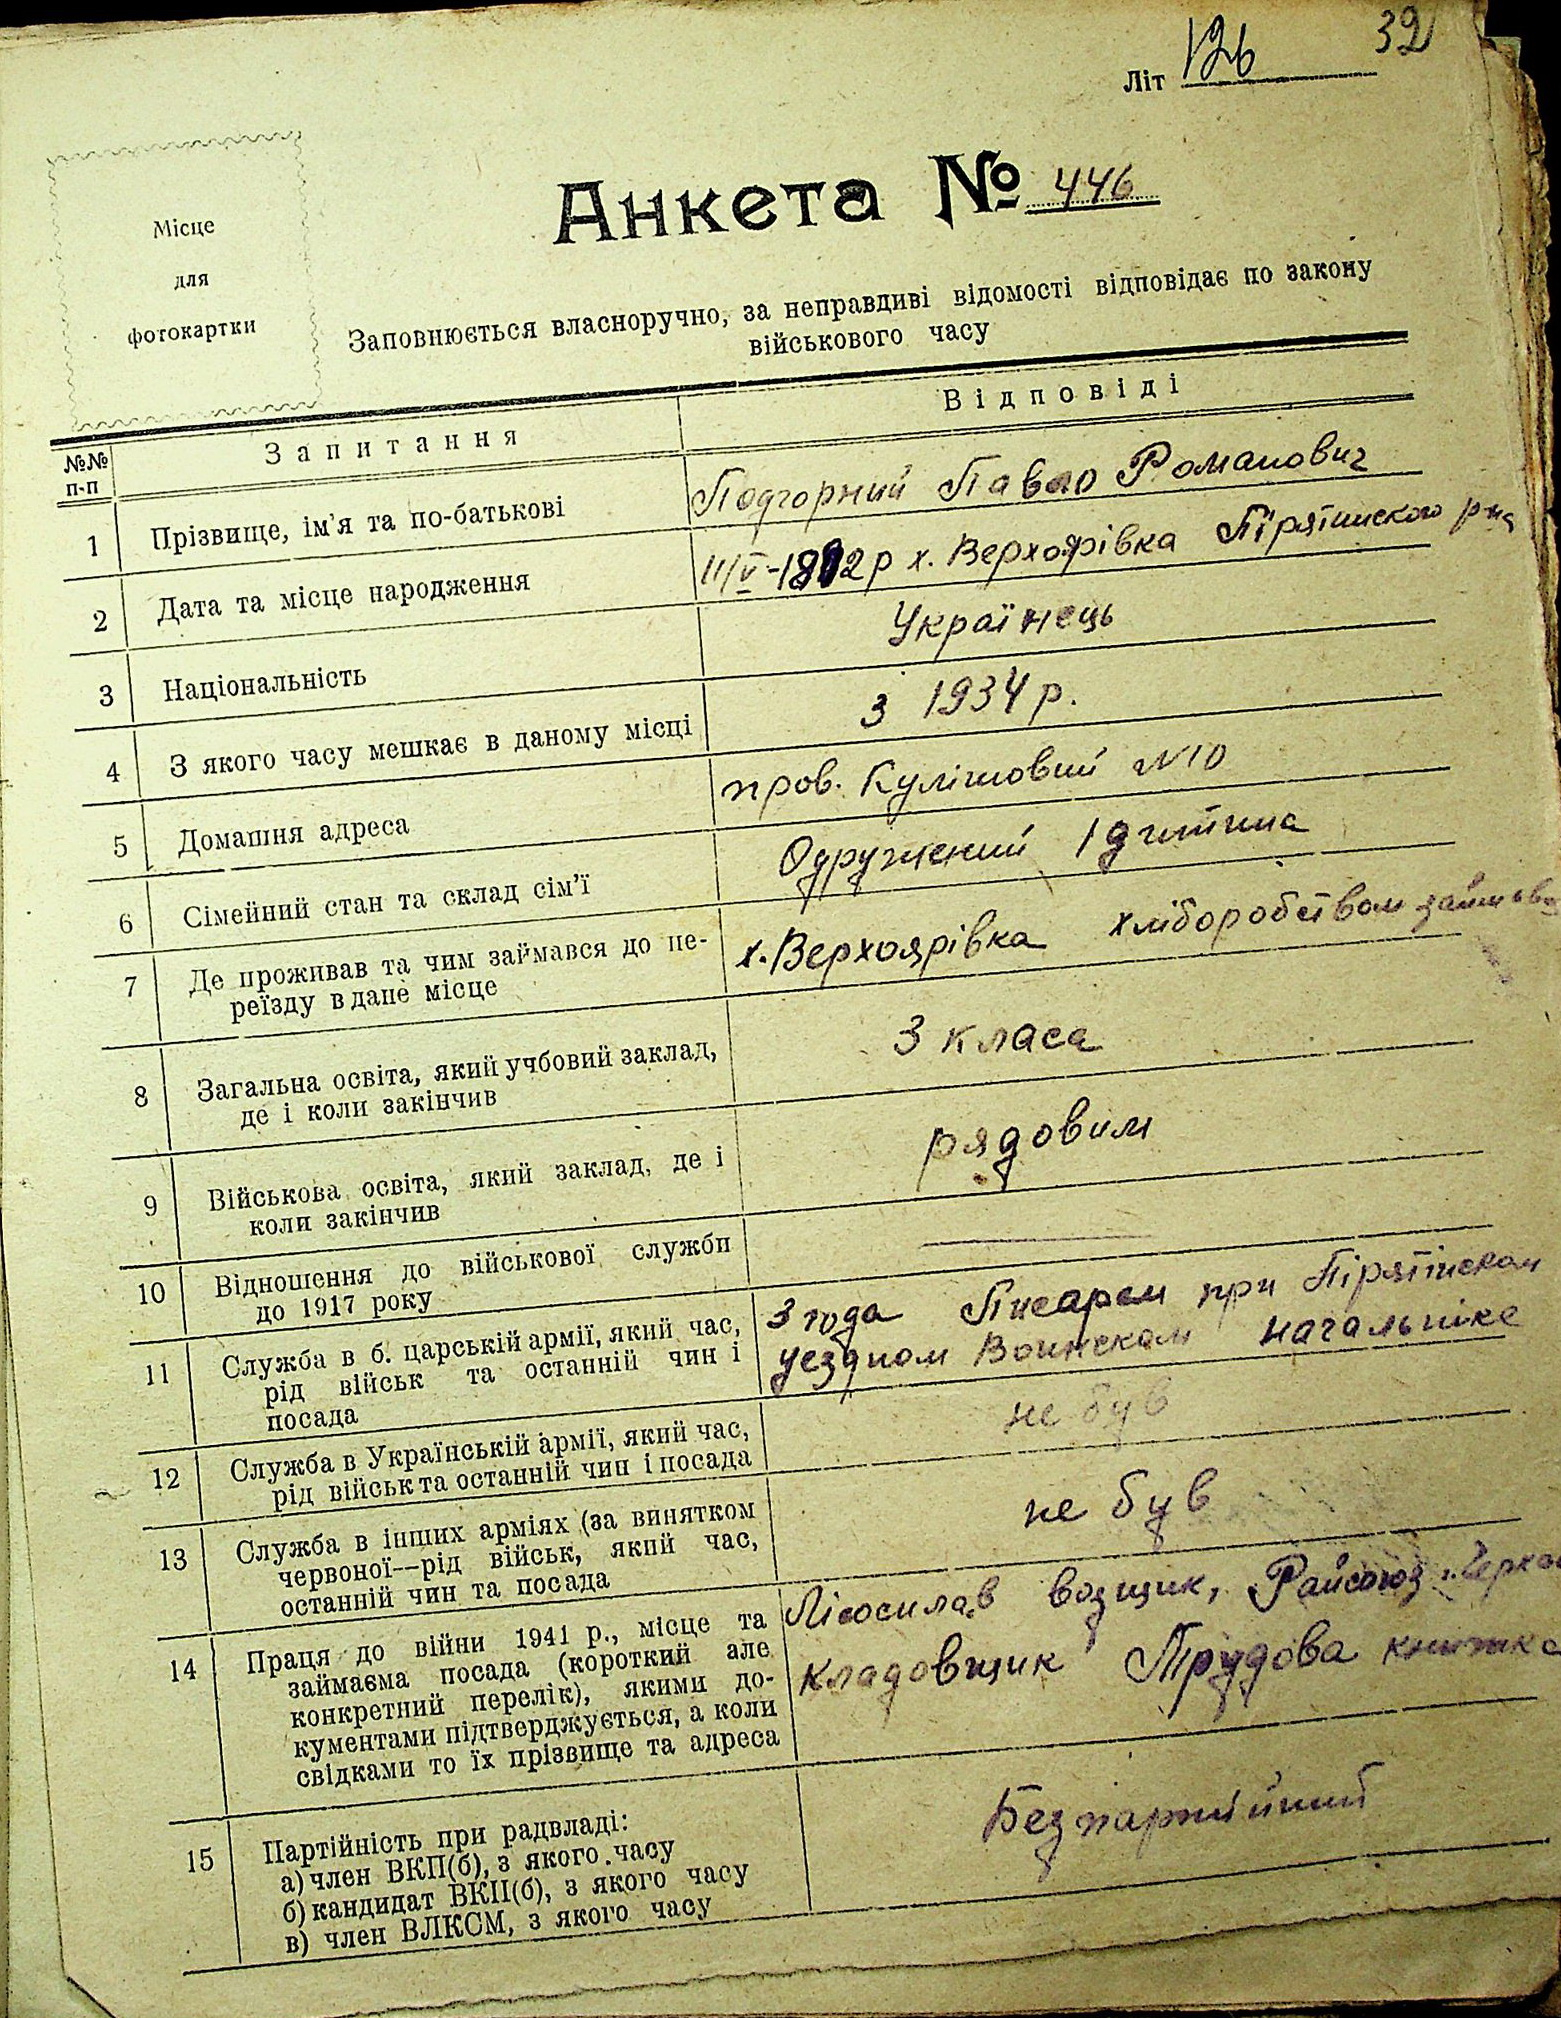 32
Літ 126
Місце
для
фотокартки
Анкета № 446
Заповнюється власноручно, за неправдиві відомості відповідає по закону
військового часу
№№
п-п
Запитання
Відповіді
1 Прізвище, ім'я та по-батькові
Подгорний Павло Романович
2 Дата та місце народження
11/V-1892р х. Верхоярівка Пірятинского р-на
3 Національність
Українець
4 З якого часу мешкає в даному місці
з 1934 р.
5 Домашня адреса
пров. Кулішовий №10
6 Сімейний стан та склад сім'ї
Одружений 1 дитина
7 Де проживав та чим займався до пе-
реїзду в дане місце
х. Верхоярівка хліборобством
8 Загальна освіта, який учбовий заклад,
де і коли закінчив
3 класа
9 Військова освіта, який заклад, де і
коли закінчив
рядовим
10 Відношення до військової служби
до 1917 року
11 Служба в б. царській армії, який час,
рід військ та останній чин і
посада
3 года Писарем при Пірятінском
уездном Воинском начальніке
12 Служба в Українській армії, який час,
рід військ та останній чин і посада
не був
13 Служба в інших арміях (за винятком
червоної—рід військ, який час,
останній чин та посада
не був
14 Праця до війни 1941 р., місце та
займаєма посада (короткий але
конкретний перелік), якими до-
кументами підтверджується, а коли
свідками то їх прізвище та адреса
возщик, Райсоюз
кладовщик Трудова книжка
15 Партійність при радвладі:
а) член ВКП(б), з якого часу
б) кандидат ВКП(б), з якого часу
в) член ВЛКСМ, з якого часу
Безпартийний